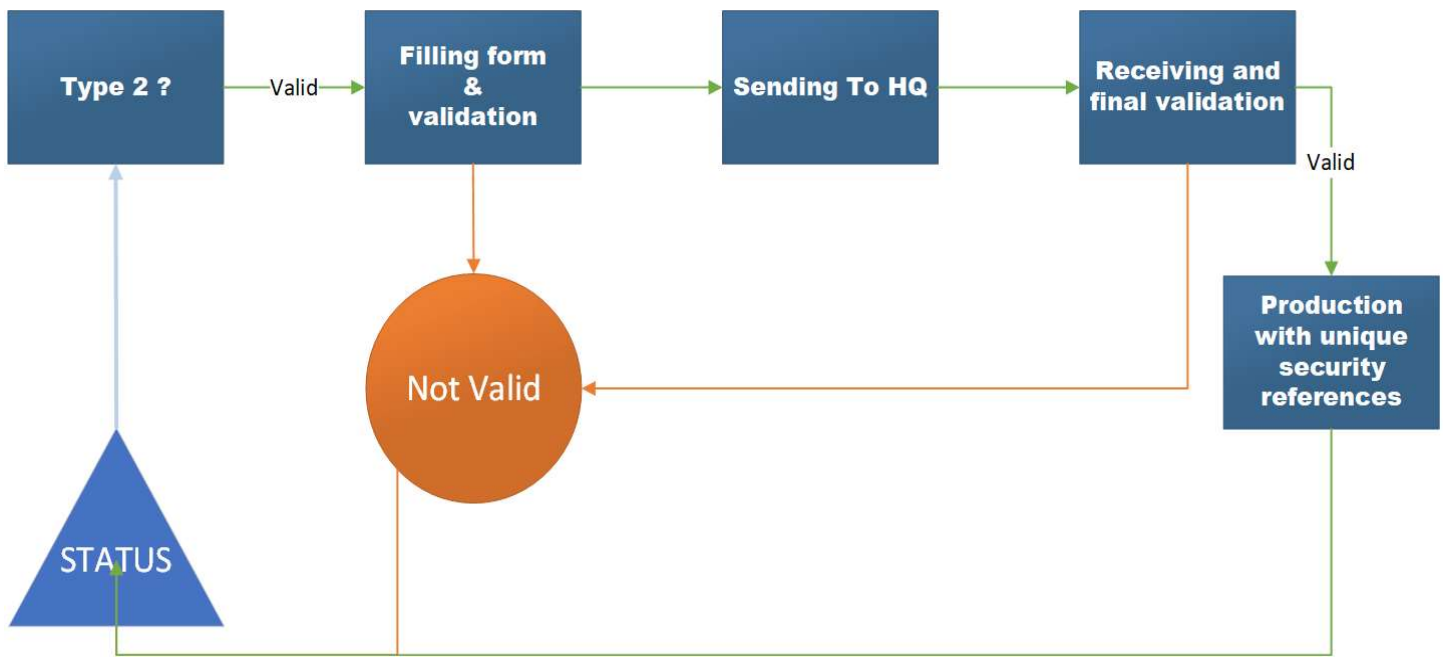 Type 2 ?
Valid
Filling form
&
validation
Sending To HQ
Receiving and
final validation
Valid
Production
with unique
security
references
Not Valid
STATUS